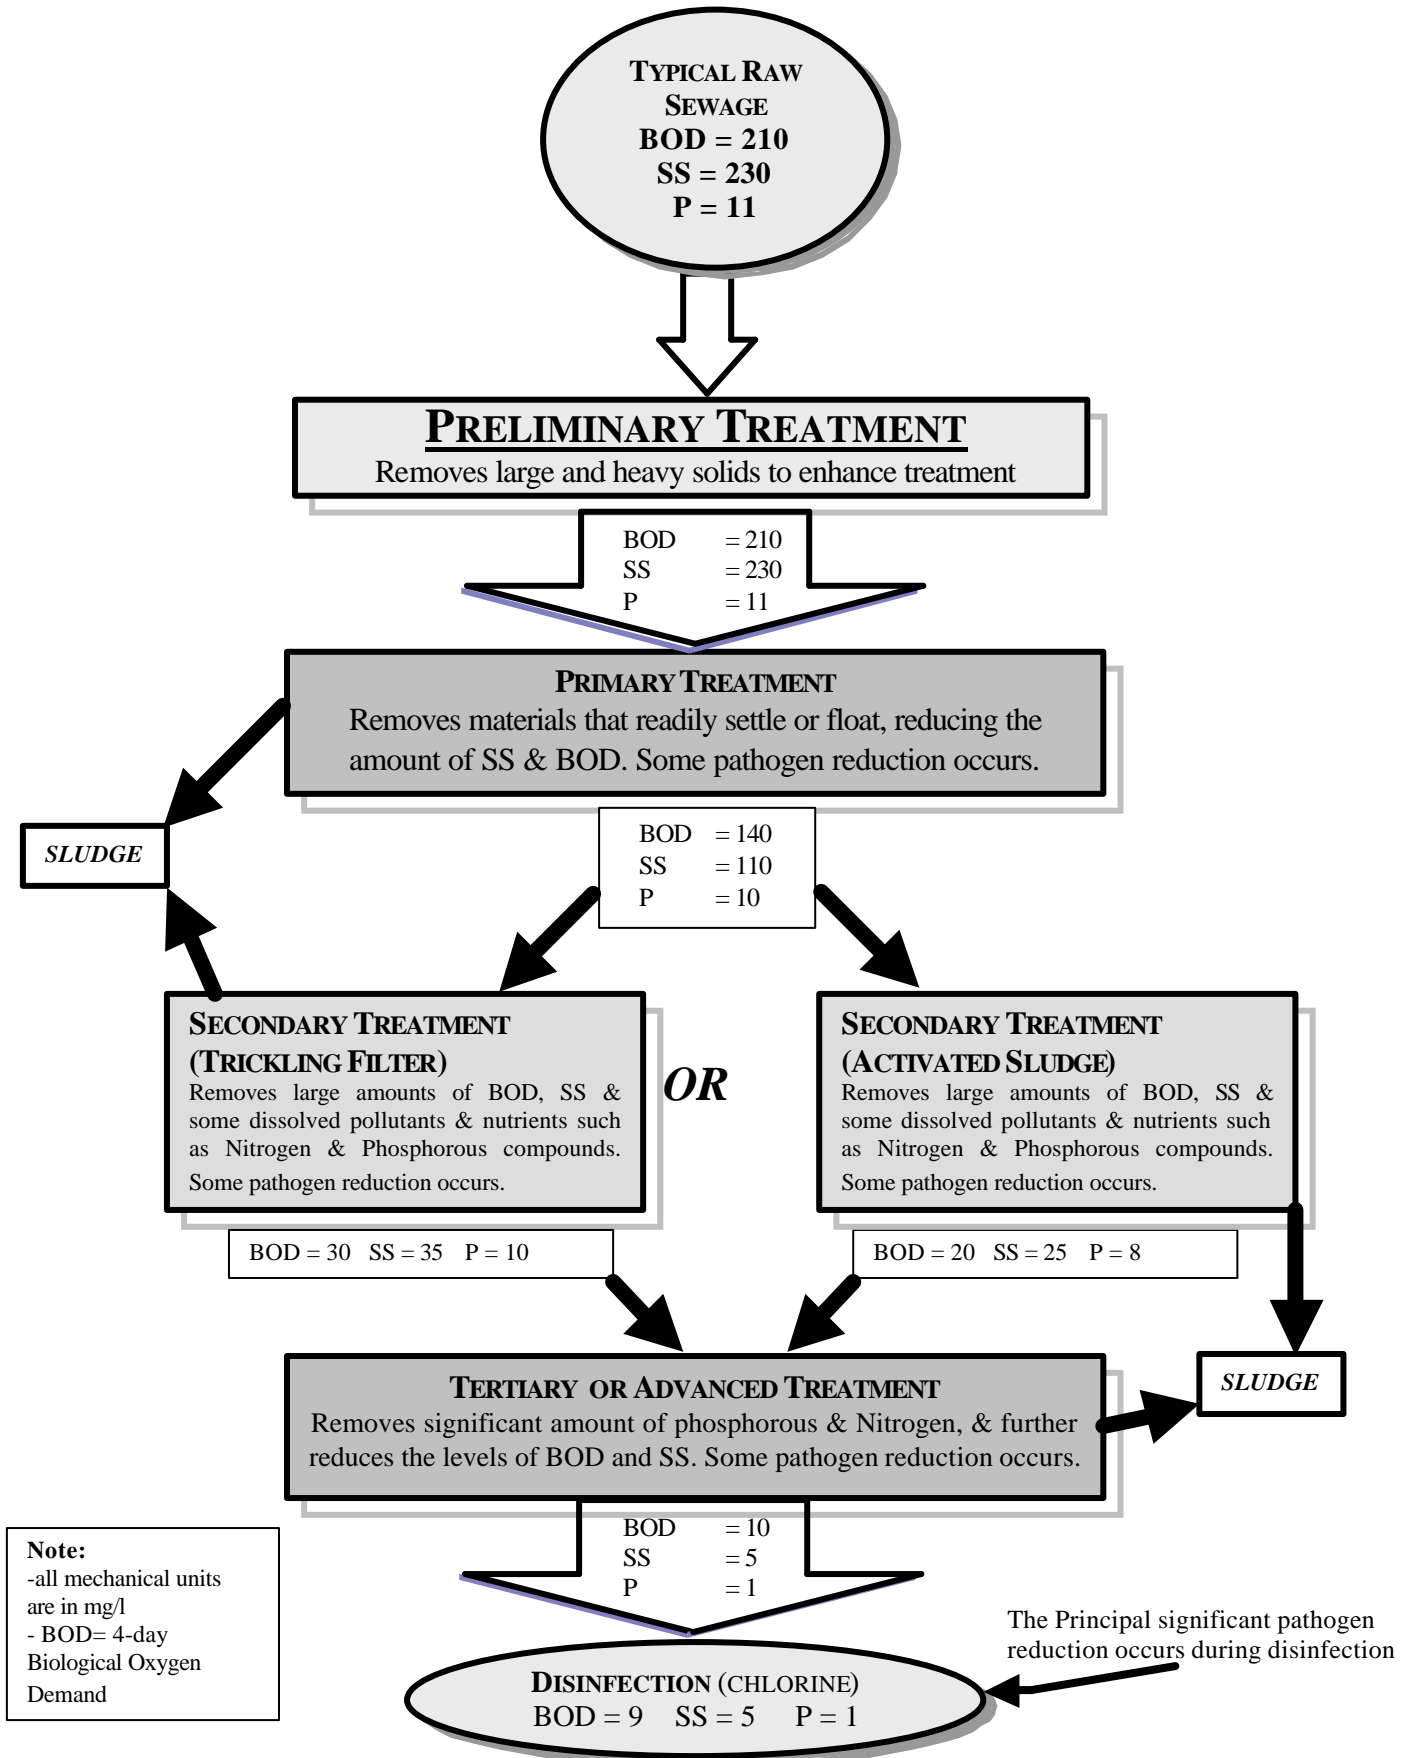 TYPICAL RAW
SEWAGE
BOD = 210
SS = 230
P = 11
PRELIMINARY TREATMENT
Removes large and heavy solids to enhance treatment
BOD = 210
SS = 230
P = 11
PRIMARY TREATMENT
Removes materials that readily settle or float, reducing the
amount of SS & BOD. Some pathogen reduction occurs.
SLUDGE
BOD = 140
SS = 110
P = 10
SECONDARY TREATMENT
(TRICKLING FILTER)
Removes large amounts of BOD, SS &
some dissolved pollutants & nutrients such
as Nitrogen & Phosphorous compounds.
Some pathogen reduction occurs.
OR
SECONDARY TREATMENT
(ACTIVATED SLUDGE)
Removes large amounts of BOD, SS &
some dissolved pollutants & nutrients such
as Nitrogen & Phosphorous compounds.
Some pathogen reduction occurs.
BOD = 30 SS = 35 P = 10
BOD = 20 SS = 25 P = 8
TERTIARY OR ADVANCED TREATMENT
Removes significant amount of phosphorous & Nitrogen, & further
reduces the levels of BOD and SS. Some pathogen reduction occurs.
SLUDGE
BOD = 10
SS = 5
P = 1
Note:
-all mechanical units
are in mg/l
- BOD= 4-day
Biological Oxygen
Demand
The Principal significant pathogen
reduction occurs during disinfection
DISINFECTION (CHLORINE)
BOD = 9 SS = 5 P = 1